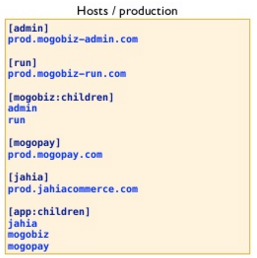 Hosts / production
[admin]
prod.mogobiz-admin.com
[run]
prod.mogobiz-run.com
[mogobiz:children]
admin
run
[mogopay]
prod.mogopay.com
[jahia]
prod.jahiacommerce.com
[app:children]
jahia
mogobiz
mogopay